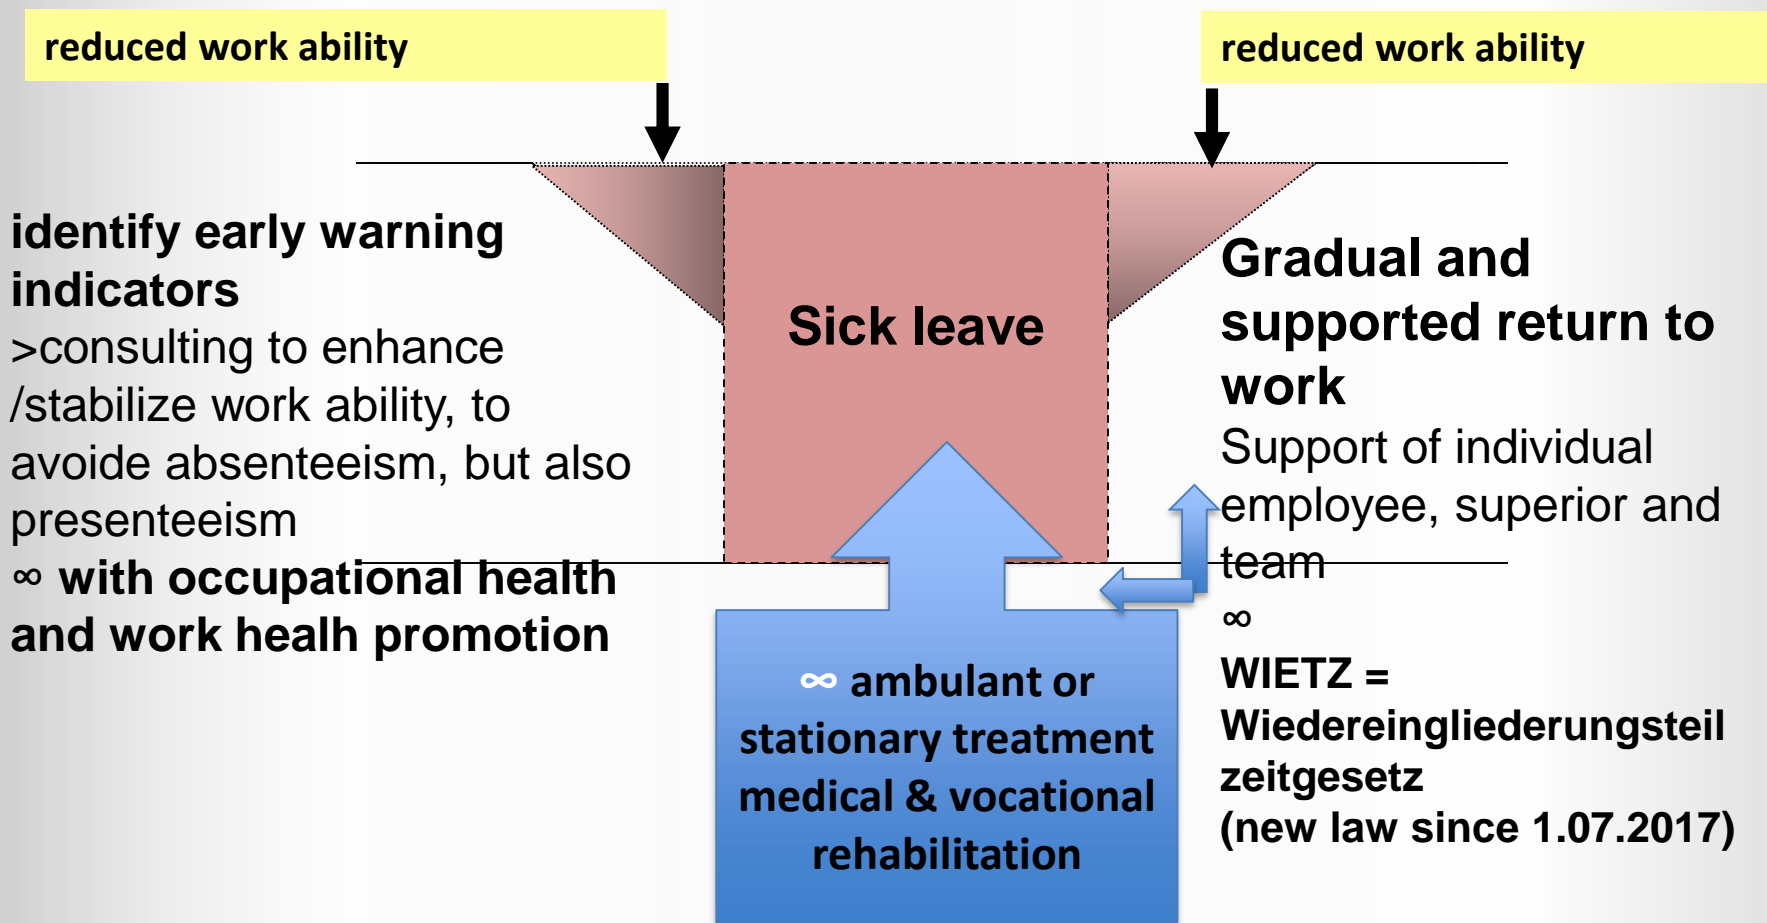 reduced work ability
reduced work ability
identify early warning
indicators
>consulting to enhance
/stabilize work ability, to
avoide absenteeism, but also
presenteeism
∞ with occupational health
and work healh promotion
Sick leave
∞ ambulant or
stationary treatment
medical & vocational
rehabilitation
Gradual and
supported return to
work
Support of individual
employee, superior and
team
∞
WIETZ =
Wiedereingliederungsteil
zeitgesetz
(new law since 1.07.2017)